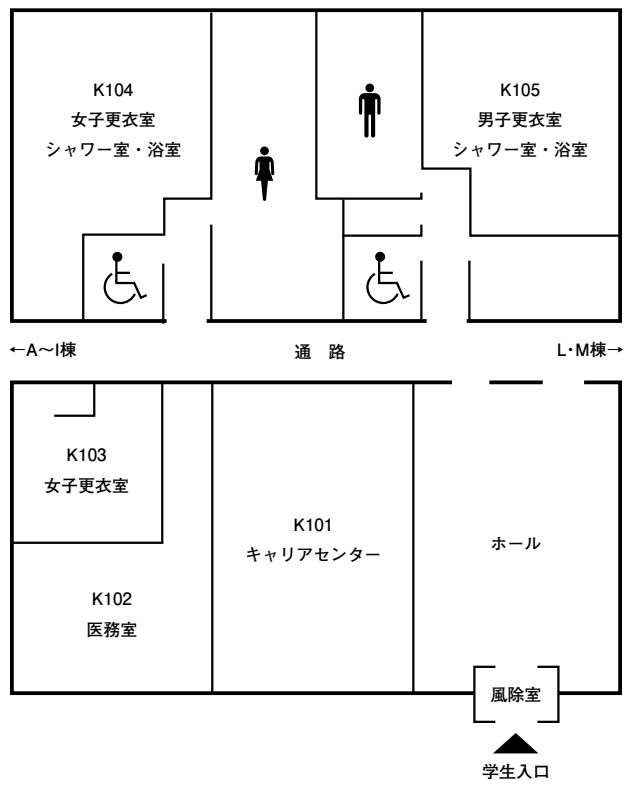 K104
女子更衣室
シャワー室・浴室
K105
男子更衣室
シャワー室・浴室
←A〜I棟
通 路
L・M棟→
K103
女子更衣室
K101
キャリアセンター
ホール
K102
医務室
風除室
学生入口